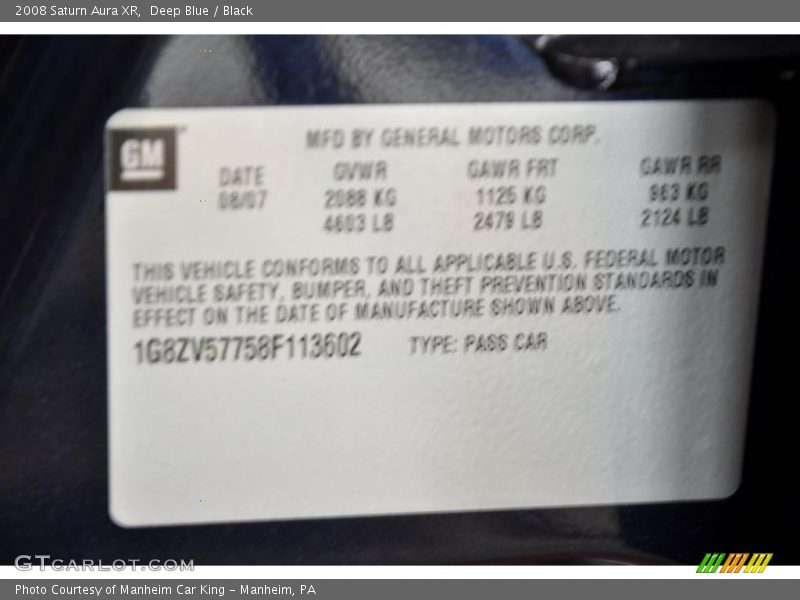 2008 Saturn Aura XR,  Deep Blue / Black
GM
MFD BY GENERAL MOTORS CORP.
DATE GVWR GAWR FRT GAWR RR
08/07 2088 KG 1125 KG 963 KG
4603 LB 2479 LB 2124 LB
THIS VEHICLE CONFORMS TO ALL APPLICABLE U.S. FEDERAL MOTOR
VEHICLE SAFETY, BUMPER, AND THEFT PREVENTION STANDARDS IN
EFFECT ON THE DATE OF MANUFACTURE SHOWN ABOVE.
1G8ZV57758F113602 TYPE: PASS CAR
GTCARLOT.COM
Photo Courtesy of Manheim Car King - Manheim, PA